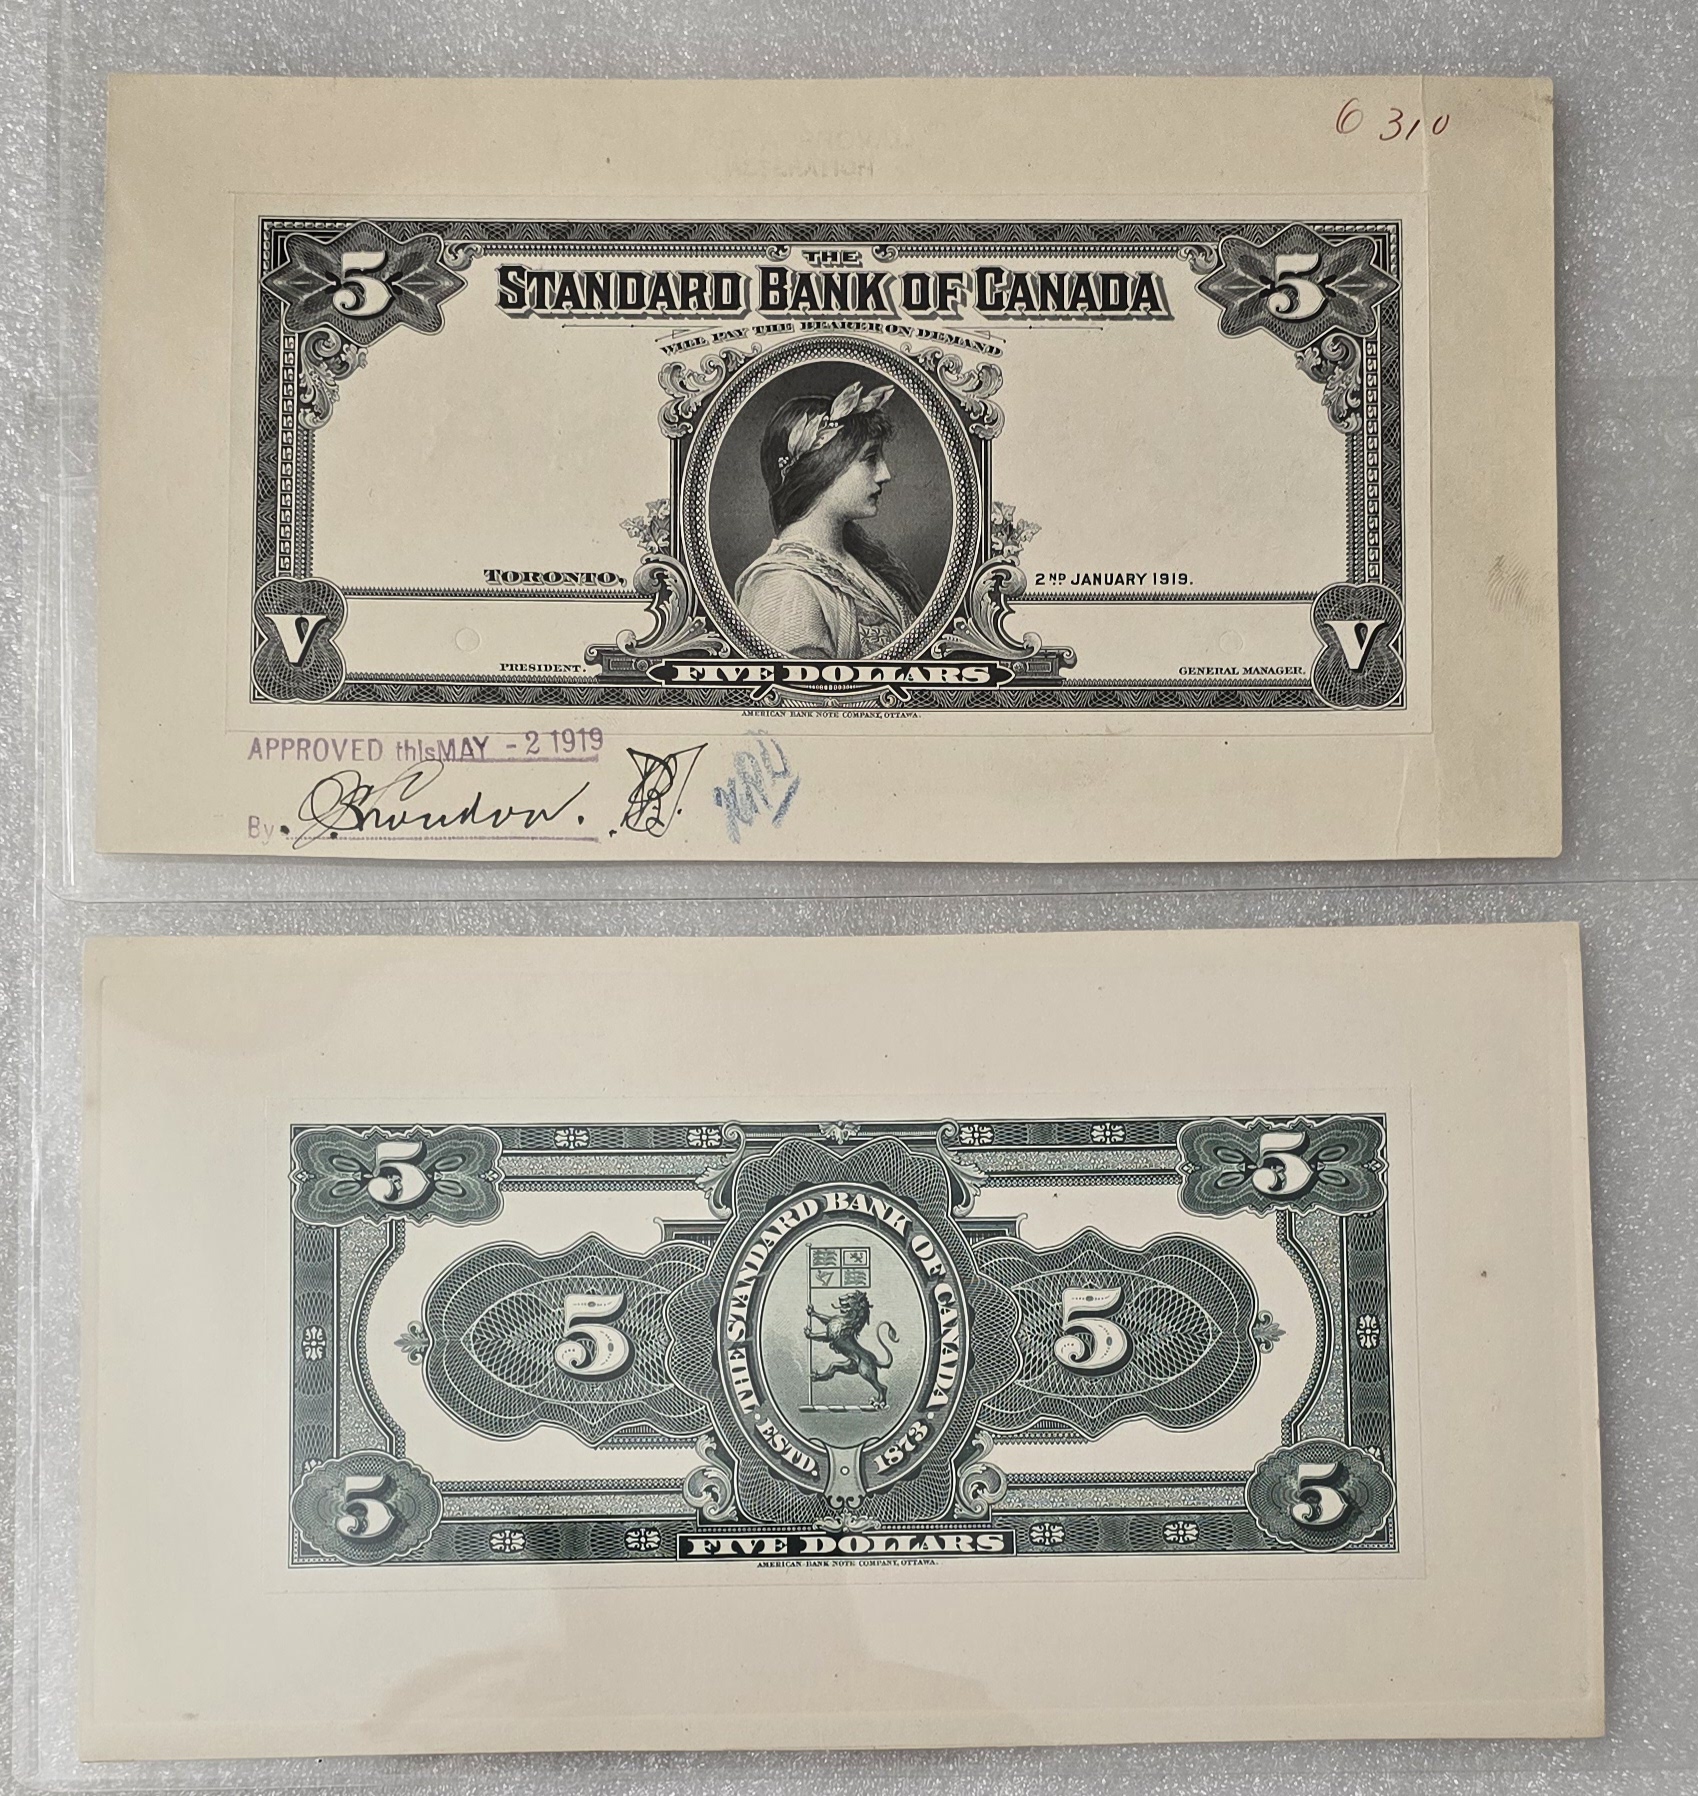 6 310
5 THE 5
STANDARD BANK OF CANADA
WILL PAY THE BEARER ON DEMAND
TORONTO, 2ND JANUARY 1919.
V V
PRESIDENT. GENERAL MANAGER.
FIVE DOLLARS
AMERICAN BANK NOTE COMPANY, OTTAWA.
APPROVED this MAY - 2 1919
By
5 5
THE STANDARD BANK OF CANADA
5 5
· ESTD. 1873 ·
5 5
FIVE DOLLARS
AMERICAN BANK NOTE COMPANY, OTTAWA.